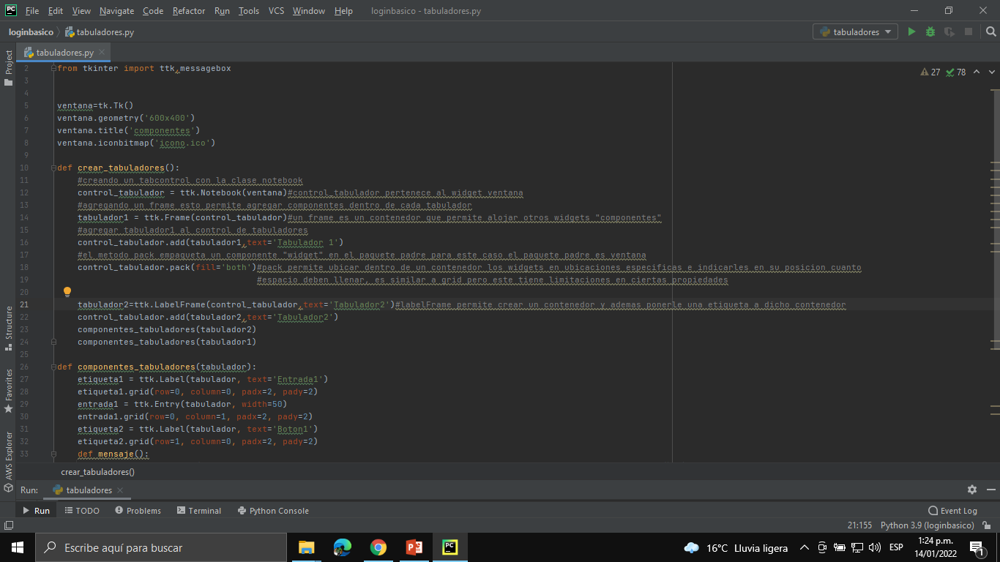 File Edit View Navigate Code Refactor Run Tools VCS Window Help loginbasico - tabuladores.py
loginbasico tabuladores.py tabuladores
Project
tabuladores.py
27 78
2 from tkinter import ttk,messagebox
3
4
5 ventana=tk.Tk()
6 ventana.geometry('600x400')
7 ventana.title('componentes')
8 ventana.iconbitmap('icono.ico')
9
10 def crear_tabuladores():
11 #creando un tabcontrol con la clase notebook
12 control_tabulador = ttk.Notebook(ventana)#control_tabulador pertenece al widget ventana
13 #agregando un frame esto permite agregar componentes dentro de cada tabulador
14 tabulador1 = ttk.Frame(control_tabulador)#un frame es un contenedor que permite alojar otros widgets "componentes"
15 #agregar tabulador1 al control de tabuladores
16 control_tabulador.add(tabulador1,text='Tabulador 1')
17 #el metodo pack empaqueta un componente "widget" en el paquete padre para este caso el paquete padre es ventana
18 control_tabulador.pack(fill='both')#pack permite ubicar dentro de un contenedor los widgets en ubicaciones especificas e indicarles en su posicion cuanto
19 #espacio deben llenar, es similar a grid pero este tiene limitaciones en ciertas propiedades
20
21 tabulador2=ttk.LabelFrame(control_tabulador,text='Tabulador2')#labelFrame permite crear un contenedor y ademas ponerle una etiqueta a dicho contenedor
22 control_tabulador.add(tabulador2,text='Tabulador2')
23 componentes_tabuladores(tabulador2)
24 componentes_tabuladores(tabulador1)
25
26 def componentes_tabuladores(tabulador):
27 etiqueta1 = ttk.Label(tabulador, text='Entrada1')
28 etiqueta1.grid(row=0, column=0, padx=2, pady=2)
29 entrada1 = ttk.Entry(tabulador, width=50)
30 entrada1.grid(row=0, column=1, padx=2, pady=2)
31 etiqueta2 = ttk.Label(tabulador, text='Boton1')
32 etiqueta2.grid(row=1, column=0, padx=2, pady=2)
33 def mensaje():
Structure
Favorites
AWS Explorer
crear_tabuladores()
Run: tabuladores
Run TODO Problems Terminal Python Console Event Log
21:155 Python 3.9 (loginbasico)
Escribe aquí para buscar
16°C Lluvia ligera ESP
1:24 p.m.
14/01/2022
1